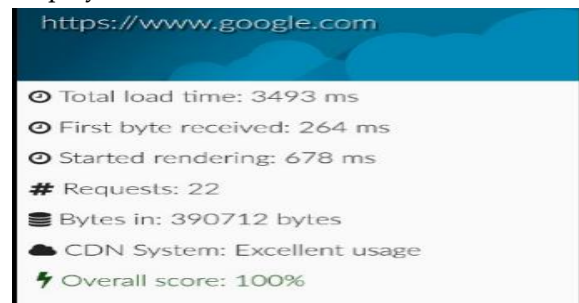 https://www.google.com
Total load time: 3493 ms
First byte received: 264 ms
Started rendering: 678 ms
# Requests: 22
Bytes in: 390712 bytes
CDN System: Excellent usage
Overall score: 100%